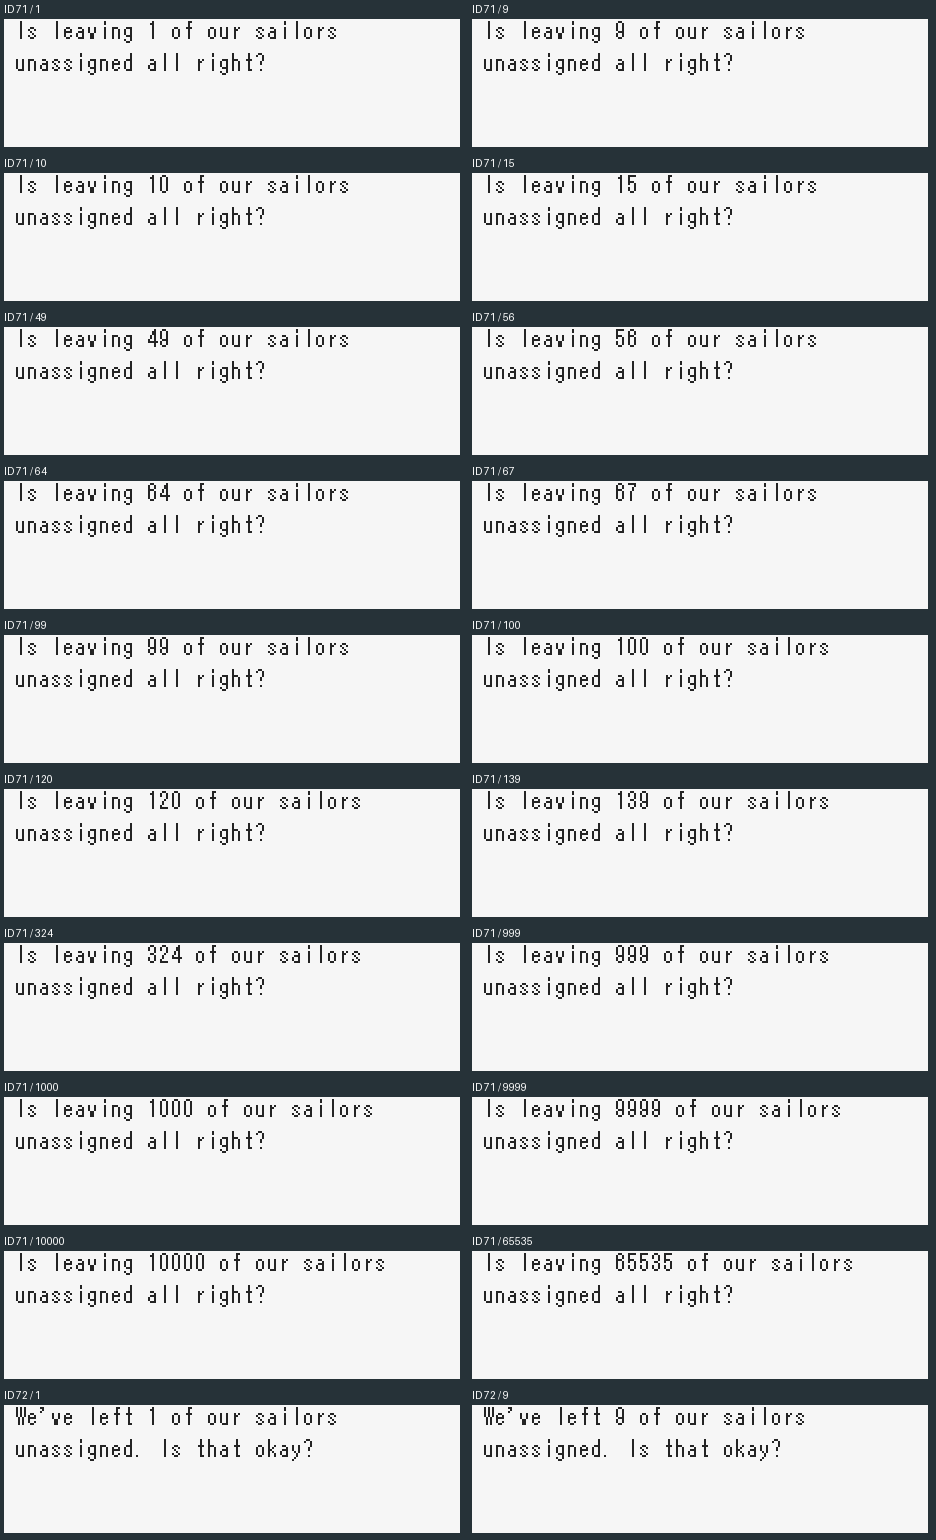 ID71/1
Is leaving 1 of our sailors
unassigned all right?
ID71/9
Is leaving 9 of our sailors
unassigned all right?
ID71/10
Is leaving 10 of our sailors
unassigned all right?
ID71/15
Is leaving 15 of our sailors
unassigned all right?
ID71/49
Is leaving 49 of our sailors
unassigned all right?
ID71/56
Is leaving 56 of our sailors
unassigned all right?
ID71/64
Is leaving 64 of our sailors
unassigned all right?
ID71/67
Is leaving 67 of our sailors
unassigned all right?
ID71/99
Is leaving 99 of our sailors
unassigned all right?
ID71/100
Is leaving 100 of our sailors
unassigned all right?
ID71/120
Is leaving 120 of our sailors
unassigned all right?
ID71/139
Is leaving 139 of our sailors
unassigned all right?
ID71/324
Is leaving 324 of our sailors
unassigned all right?
ID71/999
Is leaving 999 of our sailors
unassigned all right?
ID71/1000
Is leaving 1000 of our sailors
unassigned all right?
ID71/9999
Is leaving 9999 of our sailors
unassigned all right?
ID71/10000
Is leaving 10000 of our sailors
unassigned all right?
ID71/65535
Is leaving 65535 of our sailors
unassigned all right?
ID72/1
We've left 1 of our sailors
unassigned. Is that okay?
ID72/9
We've left 9 of our sailors
unassigned. Is that okay?